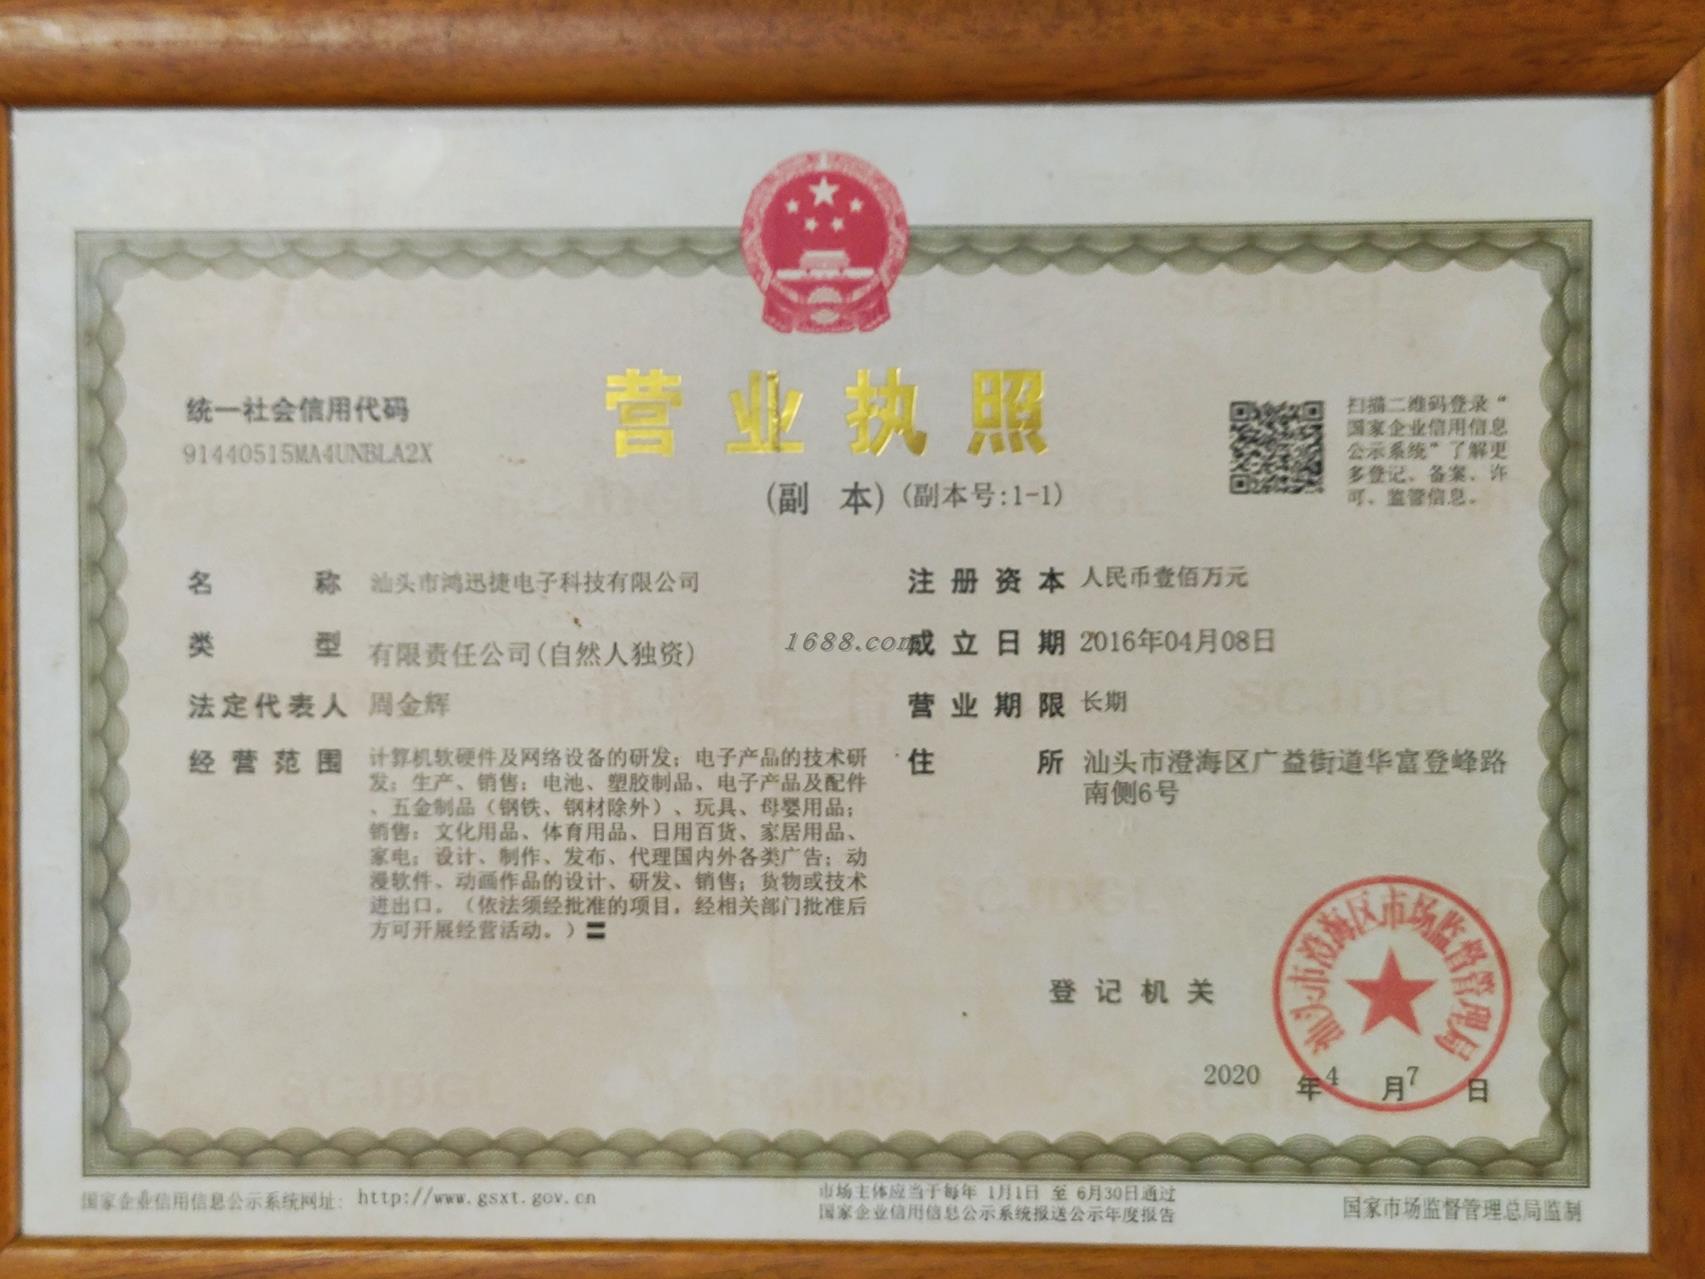 营业执照
(副 本) (副本号:1-1)
统一社会信用代码
91440515MA4UNBLA2X
扫描二维码登录“
国家企业信用信息
公示系统”了解更
多登记、备案、许
可、监管信息。
名 称 汕头市鸿迅捷电子科技有限公司
类 型 有限责任公司(自然人独资)
法定代表人 周金辉
经营范围 计算机软硬件及网络设备的研发；电子产品的技术研
发；生产、销售：电池、塑胶制品、电子产品及配件
、五金制品（钢铁、钢材除外）、玩具、母婴用品；
销售：文化用品、体育用品、日用百货、家居用品、
家电；设计、制作、发布、代理国内外各类广告；动
漫软件、动画作品的设计、研发、销售；货物或技术
进出口。（依法须经批准的项目，经相关部门批准后
方可开展经营活动。）〓
注册资本 人民币壹佰万元
1688.com
成立日期 2016年04月08日
营业期限 长期
住 所 汕头市澄海区广益街道华富登峰路
南侧6号
登记机关
汕头市澄海区市场监督管理局
2020 年 4 月 7 日
国家企业信用信息公示系统网址: http://www.gsxt.gov.cn
市场主体应当于每年 1月1日 至 6月30日通过
国家企业信用信息公示系统报送公示年度报告
国家市场监督管理总局监制